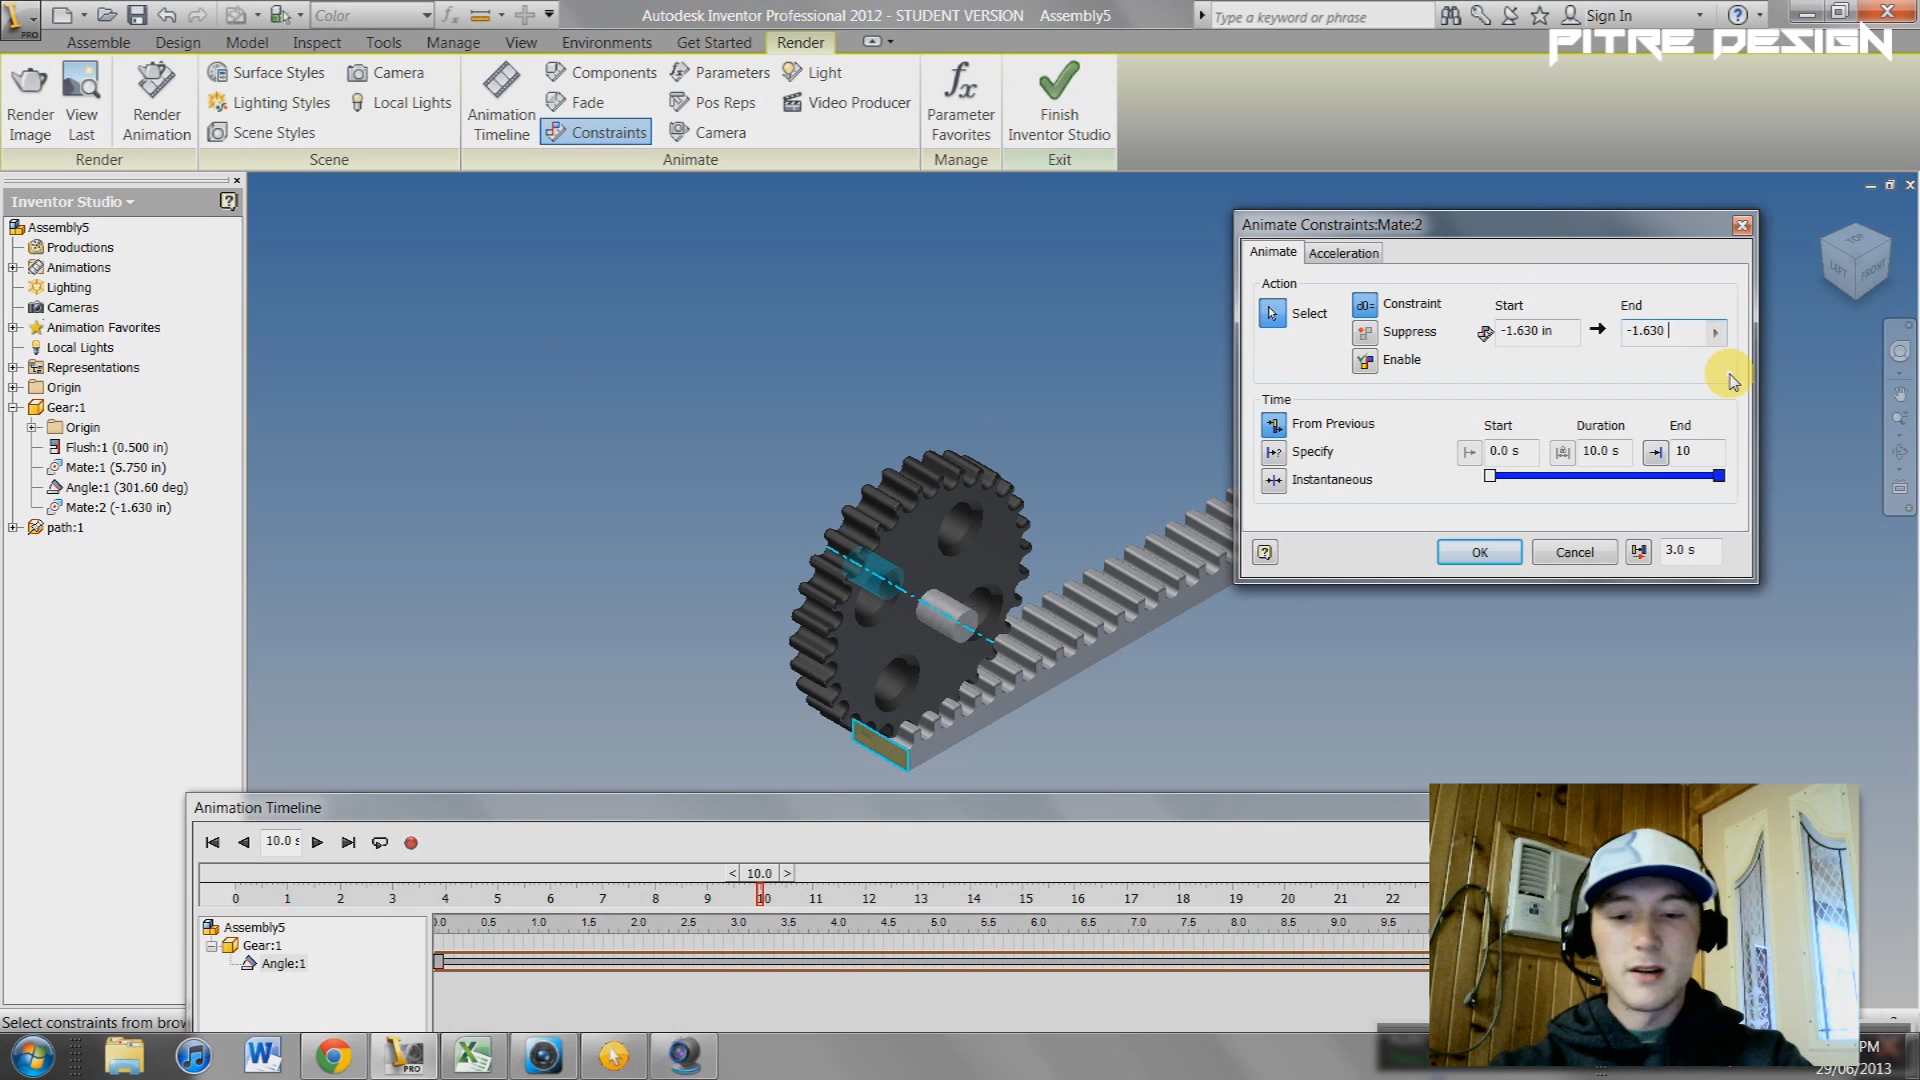 PRO
Color
Autodesk Inventor Professional 2012 - STUDENT VERSION Assembly5
Type a keyword or phrase
Sign In
PITRE DESIGN
Assemble Design Model Inspect Tools Manage View Environments Get Started Render
Render Image
View Last
Render Animation
Surface Styles
Lighting Styles
Scene Styles
Camera
Local Lights
Animation Timeline
Components
Fade
Constraints
Parameters
Pos Reps
Camera
Light
Video Producer
Parameter Favorites
Finish Inventor Studio
Render Scene Animate Manage Exit
Inventor Studio
Assembly5
Productions
Animations
Lighting
Cameras
Animation Favorites
Local Lights
Representations
Origin
Gear:1
Origin
Flush:1 (0.500 in)
Mate:1 (5.750 in)
Angle:1 (301.60 deg)
Mate:2 (-1.630 in)
path:1
TOP
LEFT FRONT
Animate Constraints:Mate:2
Animate Acceleration
Action
Select
Constraint
Suppress
Enable
Start End
-1.630 in -1.630
Time
From Previous
Specify
Instantaneous
Start Duration End
0.0 s 10.0 s 10
OK Cancel 3.0 s
Animation Timeline
10.0 s
< 10.0 >
0 1 2 3 4 5 6 7 8 9 10 11 12 13 14 15 16 17 18 19 20 21 22
0.0 0.5 1.0 1.5 2.0 2.5 3.0 3.5 4.0 4.5 5.0 5.5 6.0 6.5 7.0 7.5 8.0 8.5 9.0 9.5
Assembly5
Gear:1
Angle:1
Select constraints from brow
PRO
PM
29/06/2013